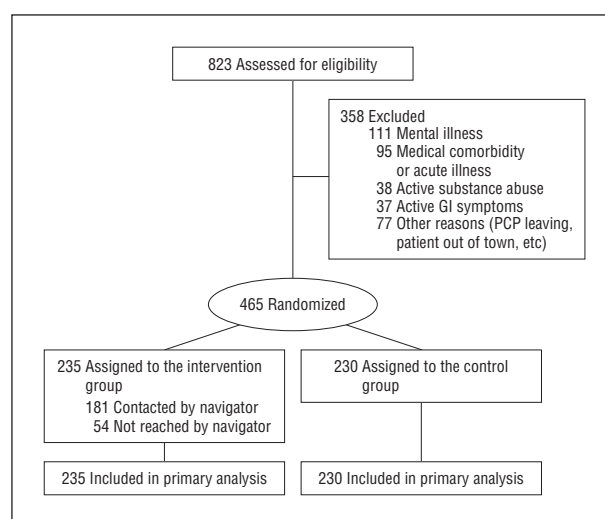 823 Assessed for eligibility
358 Excluded
111 Mental illness
95 Medical comorbidity
or acute illness
38 Active substance abuse
37 Active GI symptoms
77 Other reasons (PCP leaving,
patient out of town, etc)
465 Randomized
235 Assigned to the intervention
group
181 Contacted by navigator
54 Not reached by navigator
230 Assigned to the control
group
235 Included in primary analysis
230 Included in primary analysis